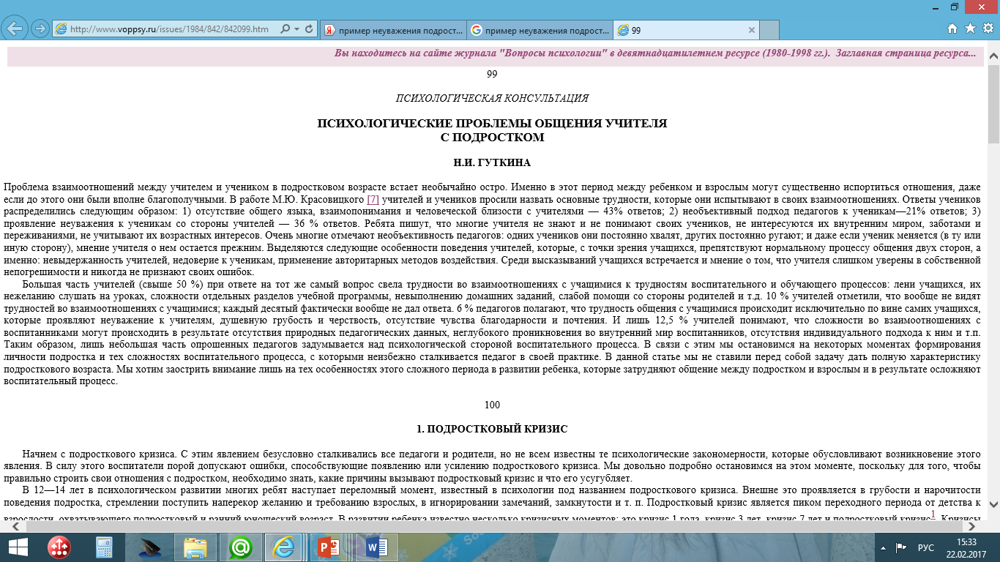 http://www.voppsy.ru/issues/1984/842/842099.htm
пример неуважения подрост...
пример неуважения подрост...
99
Вы находитесь на сайте журнала "Вопросы психологии" в девятнадцатилетнем ресурсе (1980-1998 гг.). Заглавная страница ресурса...
99
ПСИХОЛОГИЧЕСКАЯ КОНСУЛЬТАЦИЯ
ПСИХОЛОГИЧЕСКИЕ ПРОБЛЕМЫ ОБЩЕНИЯ УЧИТЕЛЯ
С ПОДРОСТКОМ
Н.И. ГУТКИНА
Проблема взаимоотношений между учителем и учеником в подростковом возрасте встает необычайно остро. Именно в этот период между ребенком и взрослым могут существенно испортиться отношения, даже
если до этого они были вполне благополучными. В работе М.Ю. Красовицкого [7] учителей и учеников просили назвать основные трудности, которые они испытывают в своих взаимоотношениях. Ответы учеников
распределились следующим образом: 1) отсутствие общего языка, взаимопонимания и человеческой близости с учителями — 43% ответов; 2) необъективный подход педагогов к ученикам—21% ответов; 3)
проявление неуважения к ученикам со стороны учителей — 36 % ответов. Ребята пишут, что многие учителя не знают и не понимают своих учеников, не интересуются их внутренним миром, заботами и
переживаниями, не учитывают их возрастных интересов. Очень многие отмечают необъективность педагогов: одних учеников они постоянно хвалят, других постоянно ругают; и даже если ученик меняется (в ту или
иную сторону), мнение учителя о нем остается прежним. Выделяются следующие особенности поведения учителей, которые, с точки зрения учащихся, препятствуют нормальному процессу общения двух сторон, а
именно: невыдержанность учителей, недоверие к ученикам, применение авторитарных методов воздействия. Среди высказываний учащихся встречается и мнение о том, что учителя слишком уверены в собственной
непогрешимости и никогда не признают своих ошибок.
Большая часть учителей (свыше 50 %) при ответе на тот же самый вопрос свела трудности во взаимоотношениях с учащимися к трудностям воспитательного и обучающего процессов: лени учащихся, их
нежеланию слушать на уроках, сложности отдельных разделов учебной программы, невыполнению домашних заданий, слабой помощи со стороны родителей и т.д. 10 % учителей отметили, что вообще не видят
трудностей во взаимоотношениях с учащимися; каждый десятый фактически вообще не дал ответа. 6 % педагогов полагают, что трудность общения с учащимися происходит исключительно по вине самих учащихся,
которые проявляют неуважение к учителям, душевную грубость и черствость, отсутствие чувства благодарности и почтения. И лишь 12,5 % учителей понимают, что сложности во взаимоотношениях с
воспитанниками могут происходить в результате отсутствия природных педагогических данных, неглубокого проникновения во внутренний мир воспитанников, отсутствия индивидуального подхода к ним и т.п.
Таким образом, лишь небольшая часть опрошенных педагогов задумывается над психологической стороной воспитательного процесса. В связи с этим мы остановимся на некоторых моментах формирования
личности подростка и тех сложностях воспитательного процесса, с которыми неизбежно сталкивается педагог в своей практике. В данной статье мы не ставили перед собой задачу дать полную характеристику
подросткового возраста. Мы хотим заострить внимание лишь на тех особенностях этого сложного периода в развитии ребенка, которые затрудняют общение между подростком и взрослым и в результате осложняют
воспитательный процесс.
100
1. ПОДРОСТКОВЫЙ КРИЗИС
Начнем с подросткового кризиса. С этим явлением безусловно сталкивались все педагоги и родители, но не всем известны те психологические закономерности, которые обусловливают возникновение этого
явления. В силу этого воспитатели порой допускают ошибки, способствующие появлению или усилению подросткового кризиса. Мы довольно подробно остановимся на этом моменте, поскольку для того, чтобы
правильно строить свои отношения с подростком, необходимо знать, какие причины вызывают подростковый кризис и что его усугубляет.
В 12—14 лет в психологическом развитии многих ребят наступает переломный момент, известный в психологии под названием подросткового кризиса. Внешне это проявляется в грубости и нарочитости
поведения подростка, стремлении поступить наперекор желанию и требованию взрослых, в игнорировании замечаний, замкнутости и т. п. Подростковый кризис является пиком переходного периода от детства к
взрослости, охватывающего подростковый и ранний юношеский возраст. В развитии ребенка известно несколько кризисных моментов: это кризис 1 года, кризис 3 лет, кризис 7 лет и подростковый кризис1. Кризисы
РУС
15:33
22.02.2017